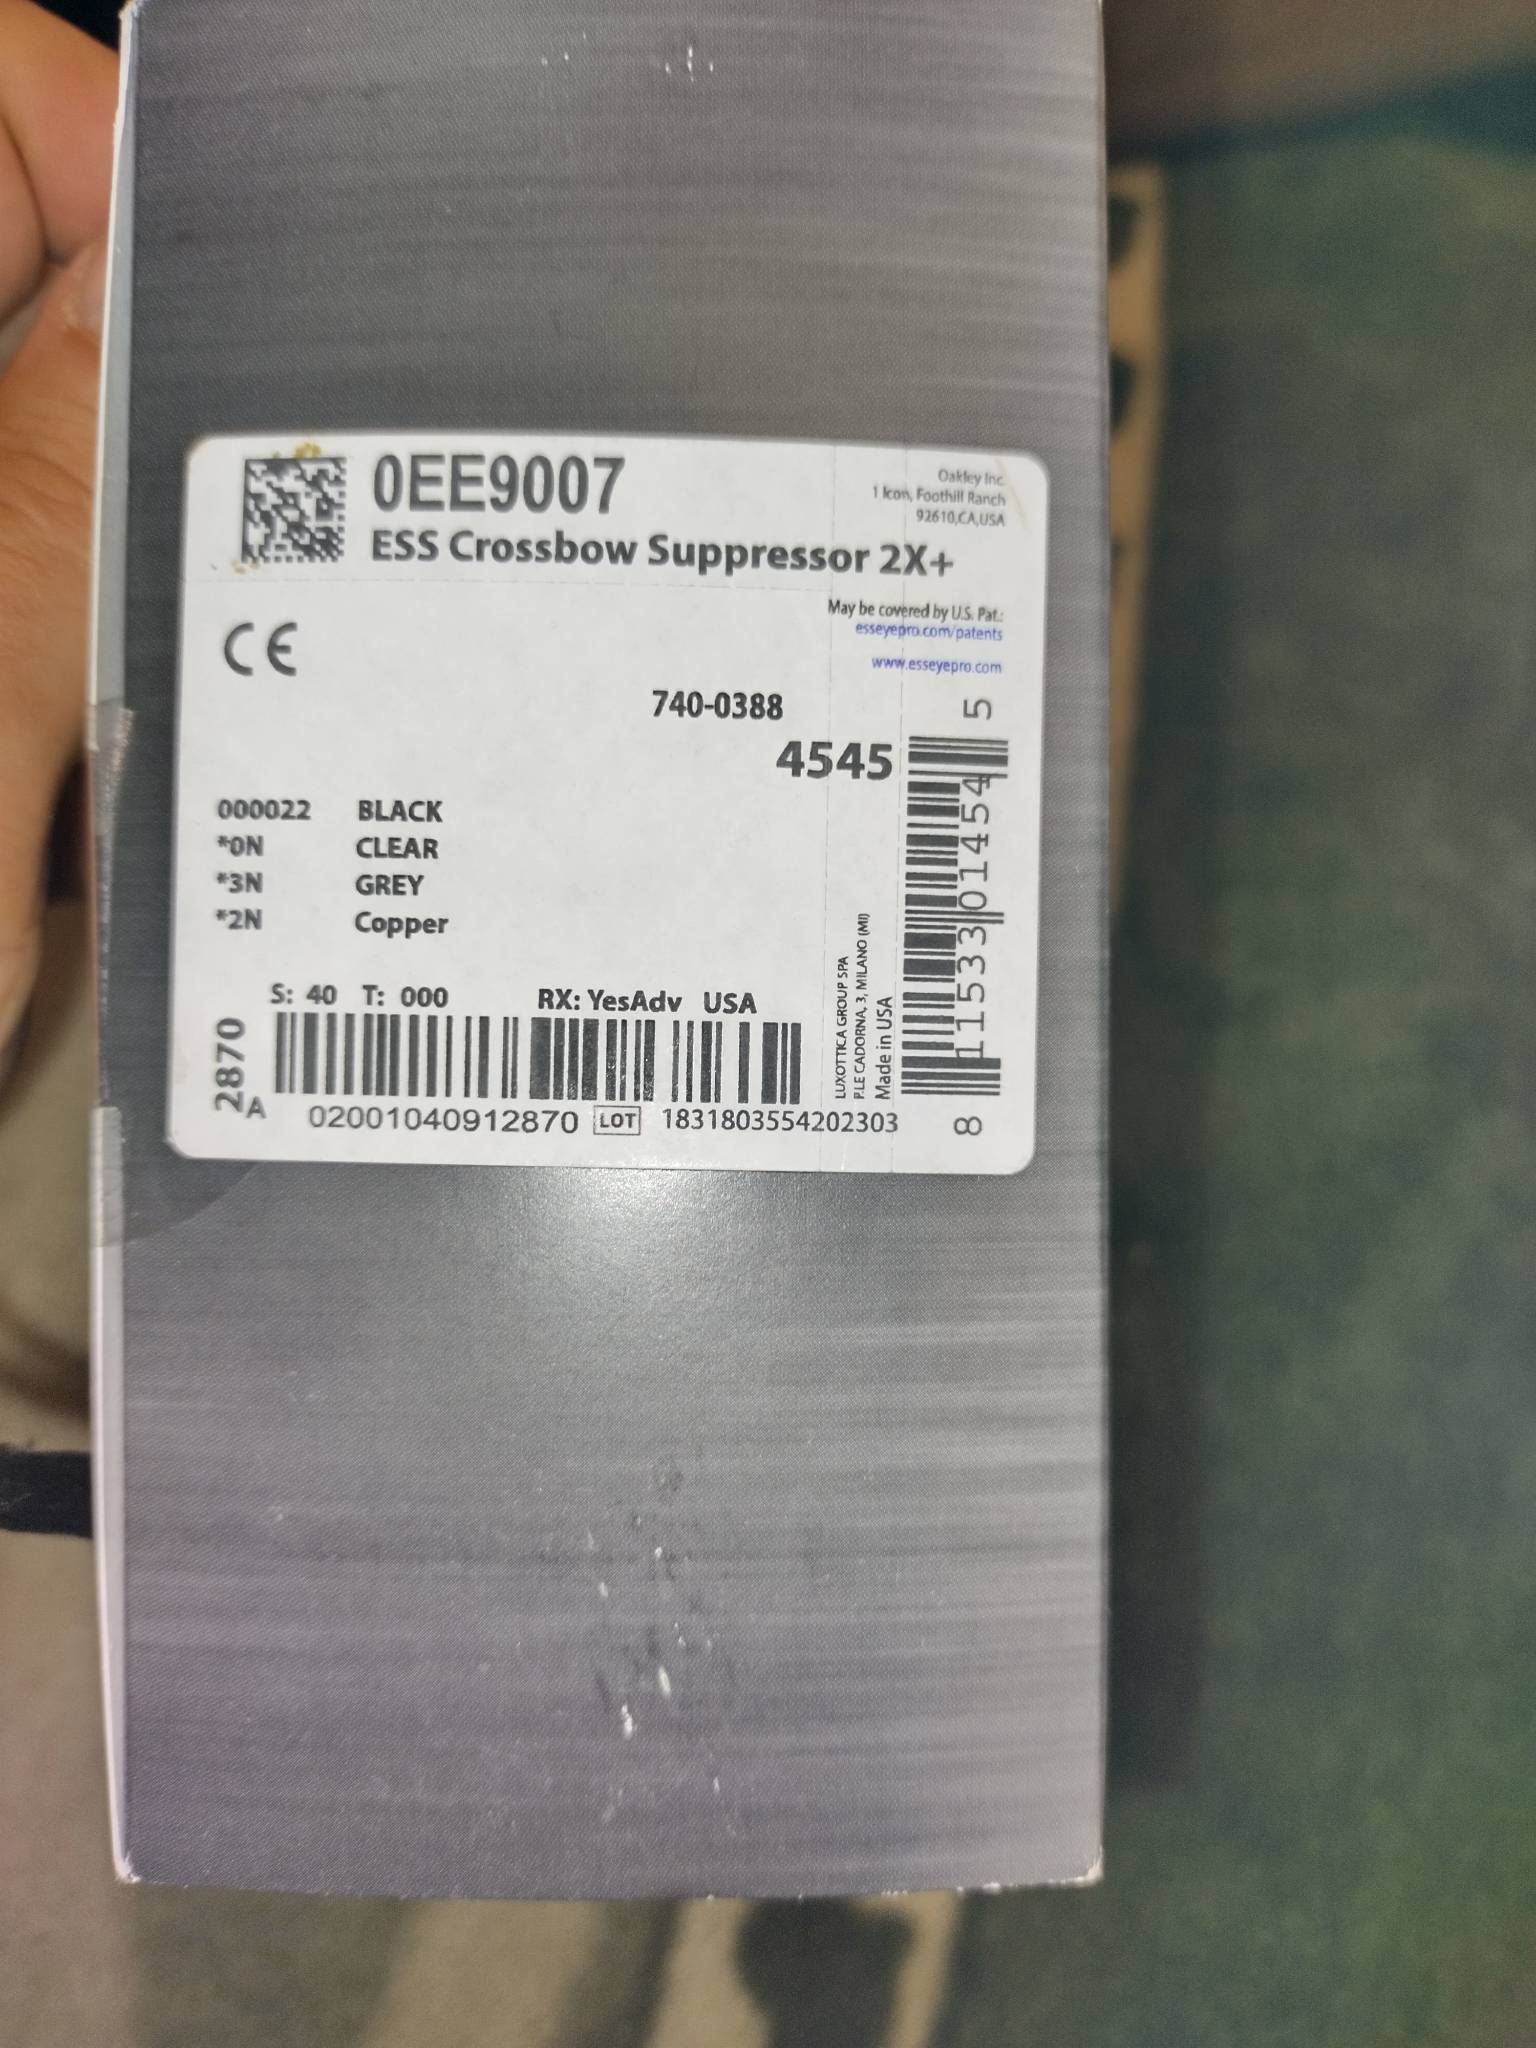 0EE9007
ESS Crossbow Suppressor 2X+
Oakley Inc
1 Icon, Foothill Ranch
92610,CA,USA
May be covered by U.S. Pat.:
esseyepro.com/patents
www.esseyepro.com
CE
740-0388
4545
000022 BLACK
*0N CLEAR
*3N GREY
*2N Copper
S: 40 T: 000 RX: YesAdv USA
2870
A
02001040912870 LOT 1831803554202303
LUXOTTICA GROUP SPA
P.LE CADORNA, 3, MILANO (MI)
Made in USA
8 11533 01454 5